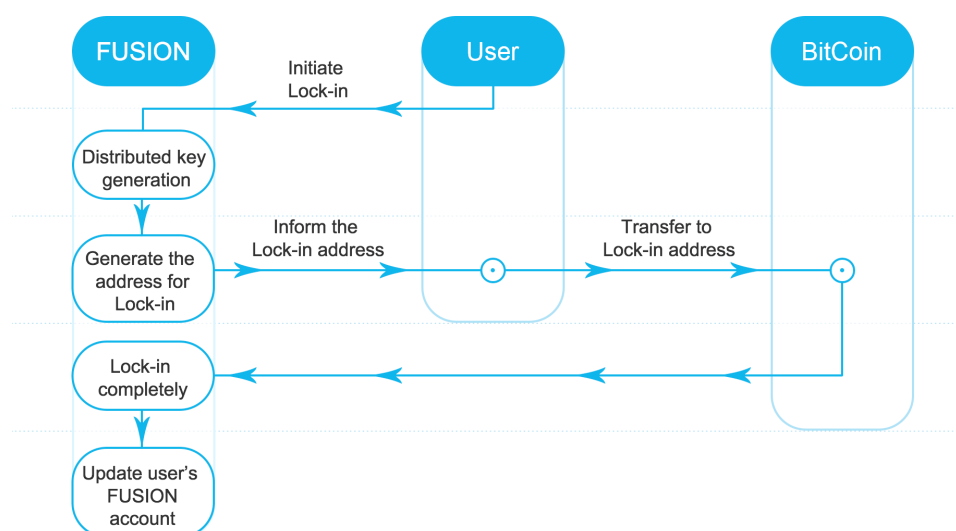 FUSION
User
BitCoin
Initiate
Lock-in
Distributed key
generation
Inform the
Lock-in address
Transfer to
Lock-in address
Generate the
address for
Lock-in
Lock-in
completely
Update user's
FUSION
account